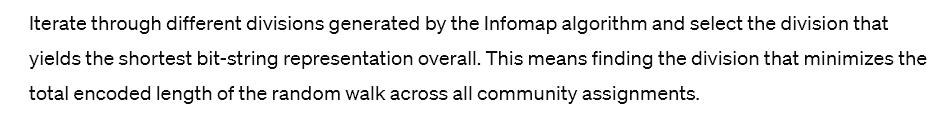 Iterate through different divisions generated by the Infomap algorithm and select the division that
yields the shortest bit-string representation overall. This means finding the division that minimizes the
total encoded length of the random walk across all community assignments.